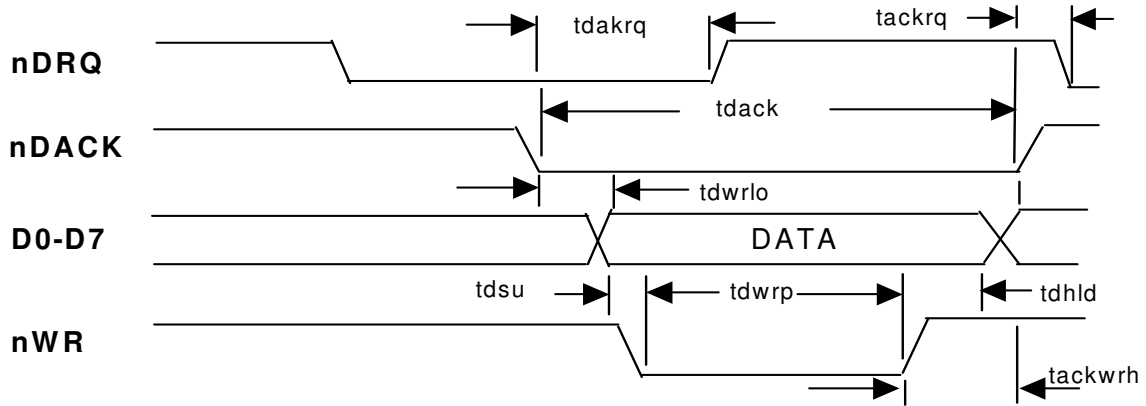 tdakrq
tackrq
nDRQ
tdack
nDACK
tdwrlo
D0-D7
DATA
tdsu
tdwrp
tdhld
nWR
tackwrh